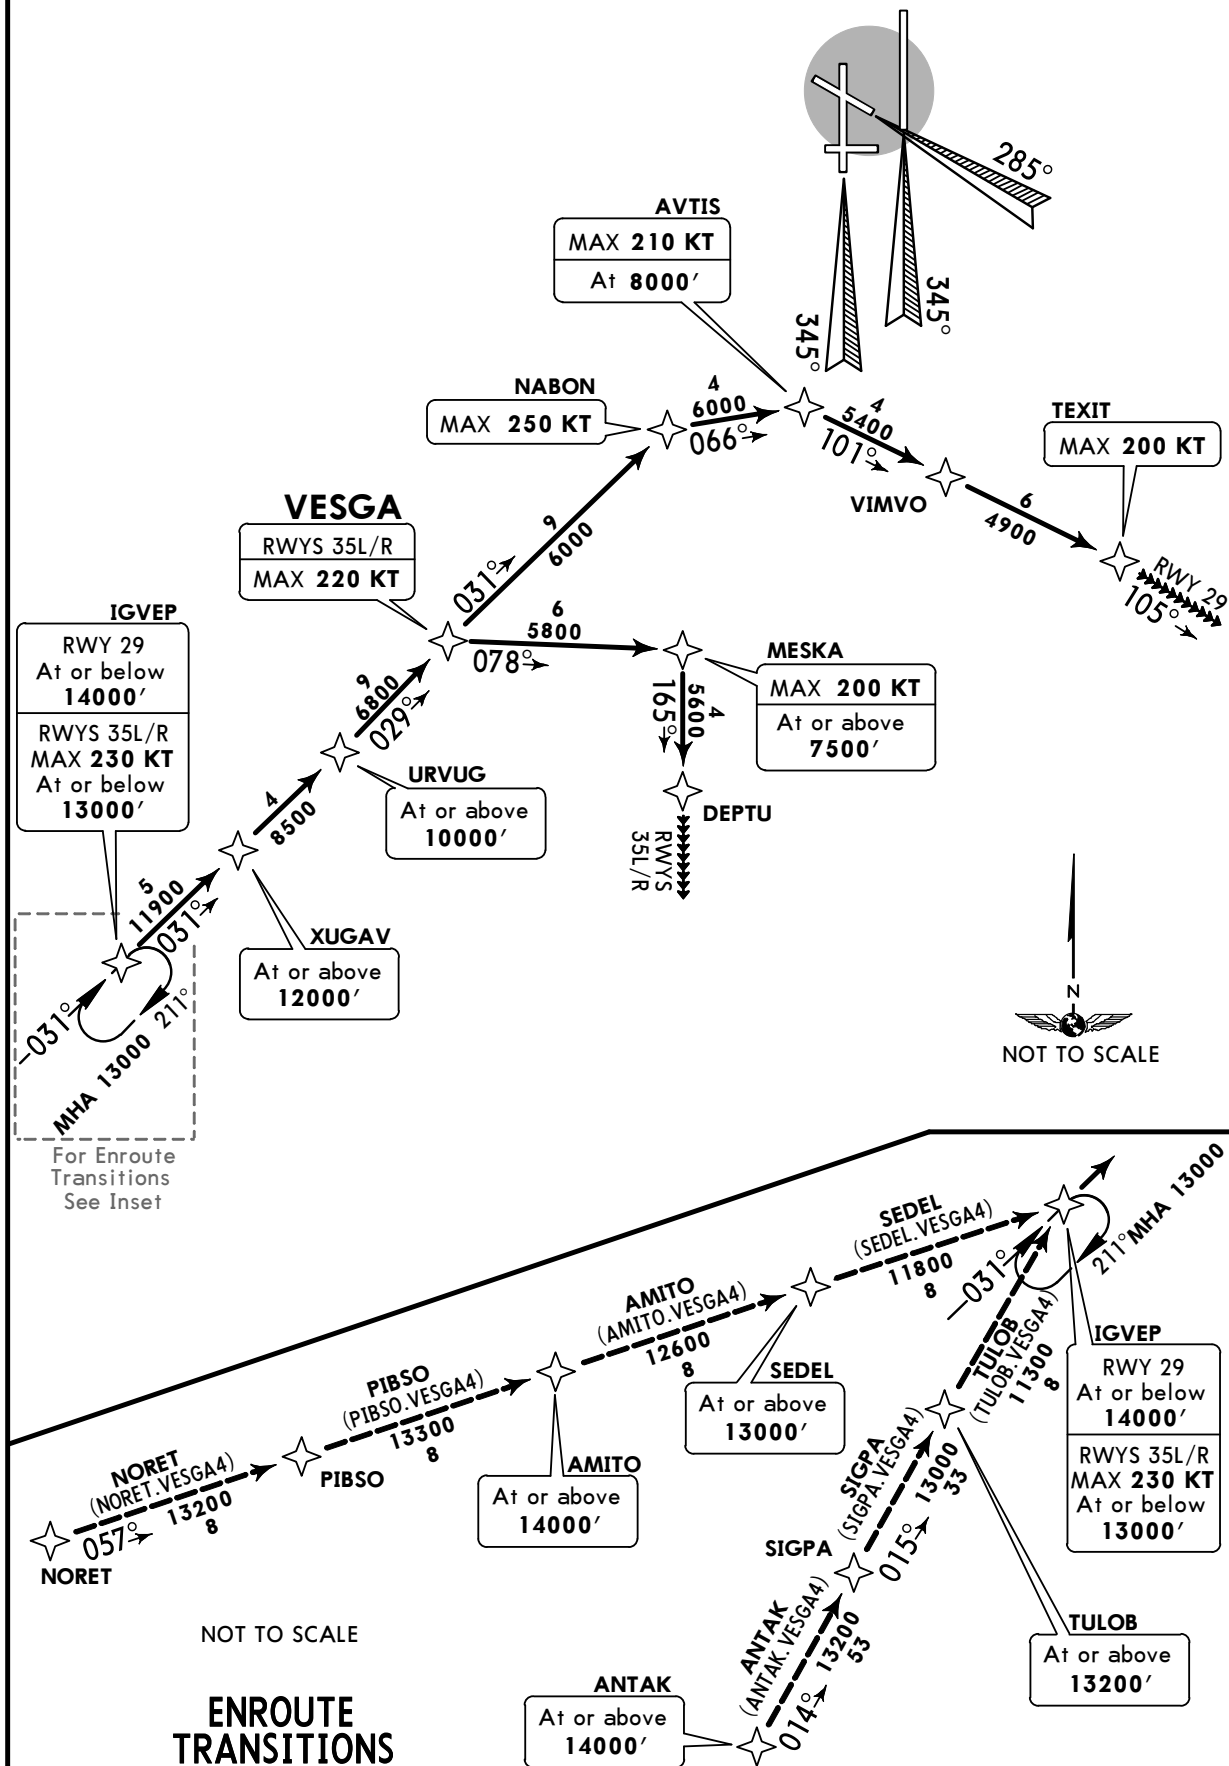 285°
AVTIS
MAX 210 KT
At 8000′
345°
345°
NABON
MAX 250 KT
4
6000
066°
4
5400
101°
TEXIT
MAX 200 KT
VIMVO
6
4900
RWY 29
105°
VESGA
RWYS 35L/R
MAX 220 KT
031°
9
6000
6
5800
078°
MESKA
MAX 200 KT
At or above
7500′
5600
4
165°
DEPTU
RWYS
35L/R
IGVEP
RWY 29
At or below
14000′
RWYS 35L/R
MAX 230 KT
At or below
13000′
9
6800
029°
URVUG
At or above
10000′
4
8500
5
11900
031°
XUGAV
At or above
12000′
031°
211°
MHA 13000
For Enroute
Transitions
See Inset
N
NOT TO SCALE
SEDEL
(SEDEL.VESGA4)
11800
8
031°
211°
MHA 13000
AMITO
(AMITO.VESGA4)
12600
8
SEDEL
At or above
13000′
TULOB
(TULOB.VESGA4)
11300
8
IGVEP
RWY 29
At or below
14000′
RWYS 35L/R
MAX 230 KT
At or below
13000′
PIBSO
(PIBSO.VESGA4)
13300
8
AMITO
At or above
14000′
NORET
(NORET.VESGA4)
13200
8
057°
PIBSO
NORET
SIGPA
(SIGPA.VESGA4)
13000
33
015°
SIGPA
TULOB
At or above
13200′
ANTAK
(ANTAK.VESGA4)
13200
53
014°
ANTAK
At or above
14000′
NOT TO SCALE
ENROUTE
TRANSITIONS